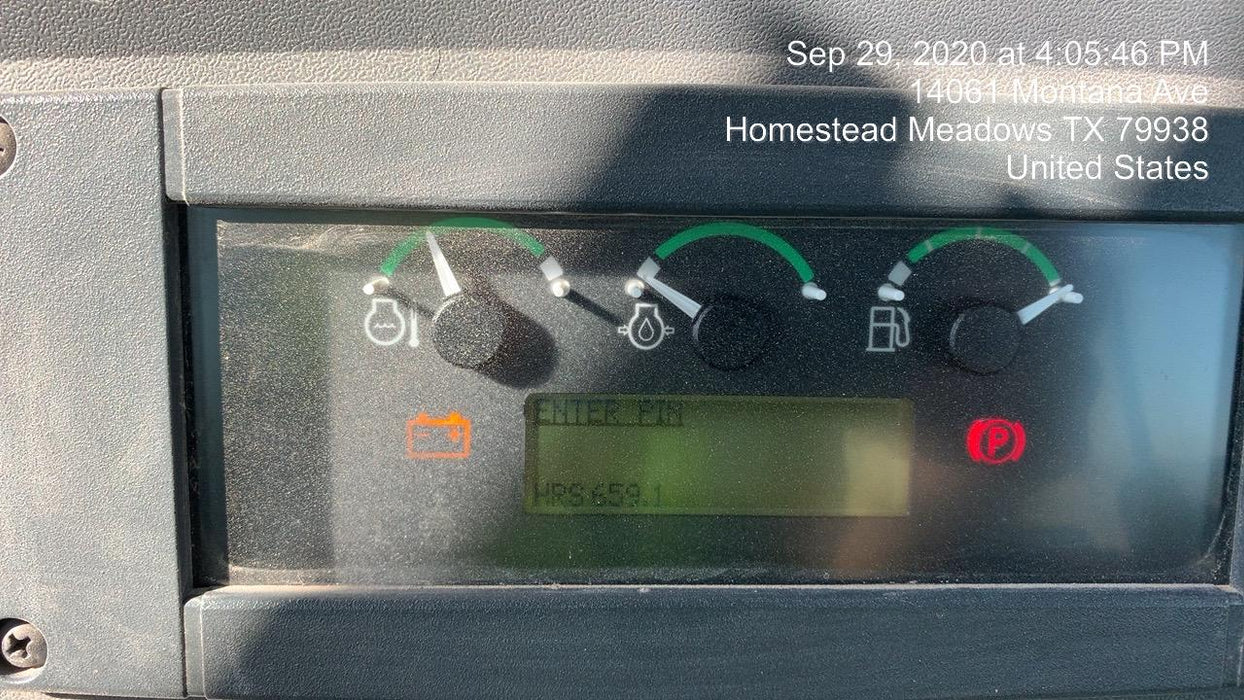 Sep 29, 2020 at 4:05:46 PM
14061 Montana Ave
Homestead Meadows TX 79938
United States
ENTER PIN
HRS 659.1
P